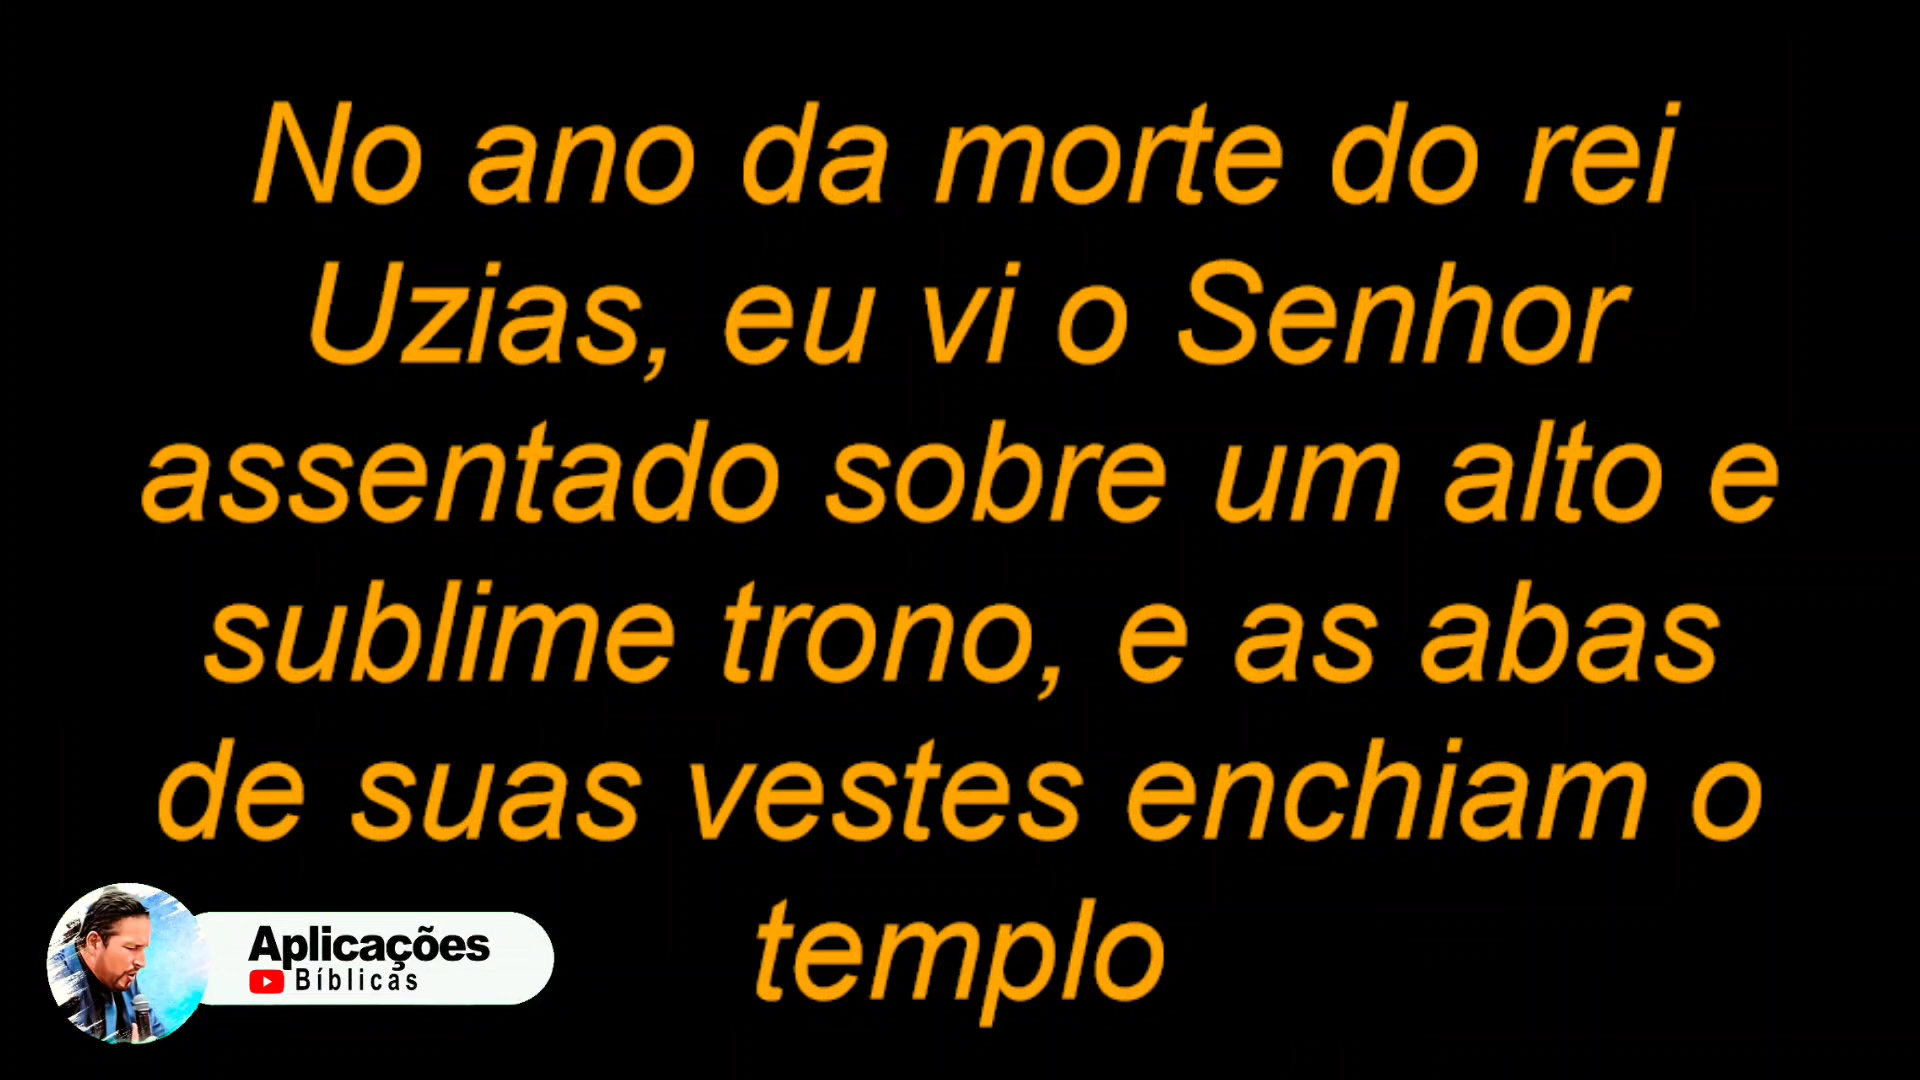 No ano da morte do rei
Uzias, eu vi o Senhor
assentado sobre um alto e
sublime trono, e as abas
de suas vestes enchiam o
templo
Aplicações
Bíblicas